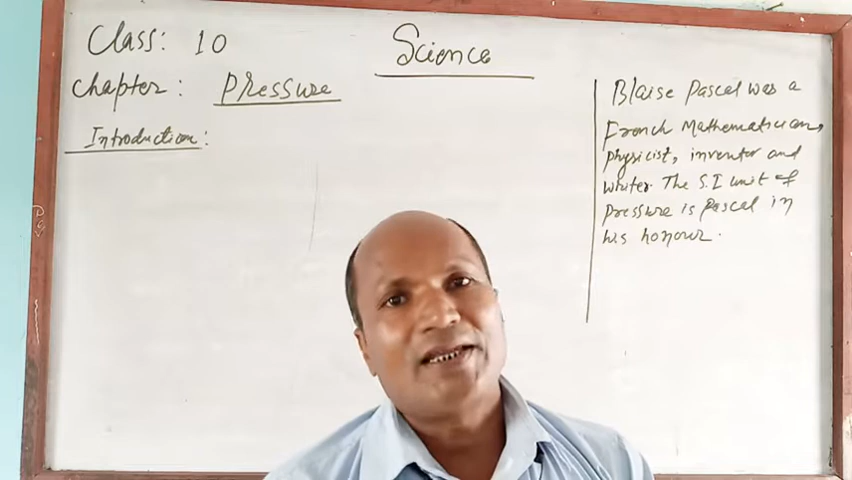 Class: 10
Science
Chapter: Pressure
Introduction:
Blaise Pascal was a
French Mathematician,
physicist, inventor and
writer. The S.I unit of
Pressure is Pascal in
his honour.